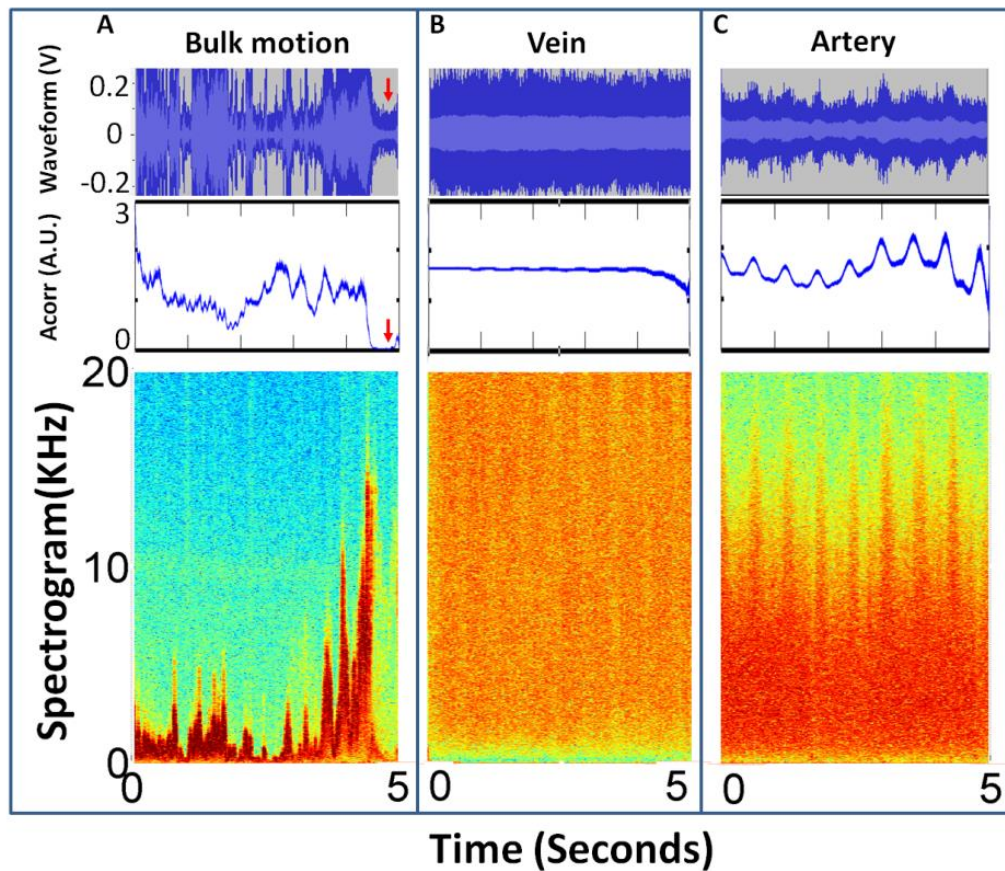 A
Bulk motion
B
Vein
C
Artery
Waveform (V)
0.2
0
-0.2
Acorr (A.U.)
3
0
Spectrogram(KHz)
20
10
0
0
5
0
5
0
5
Time (Seconds)